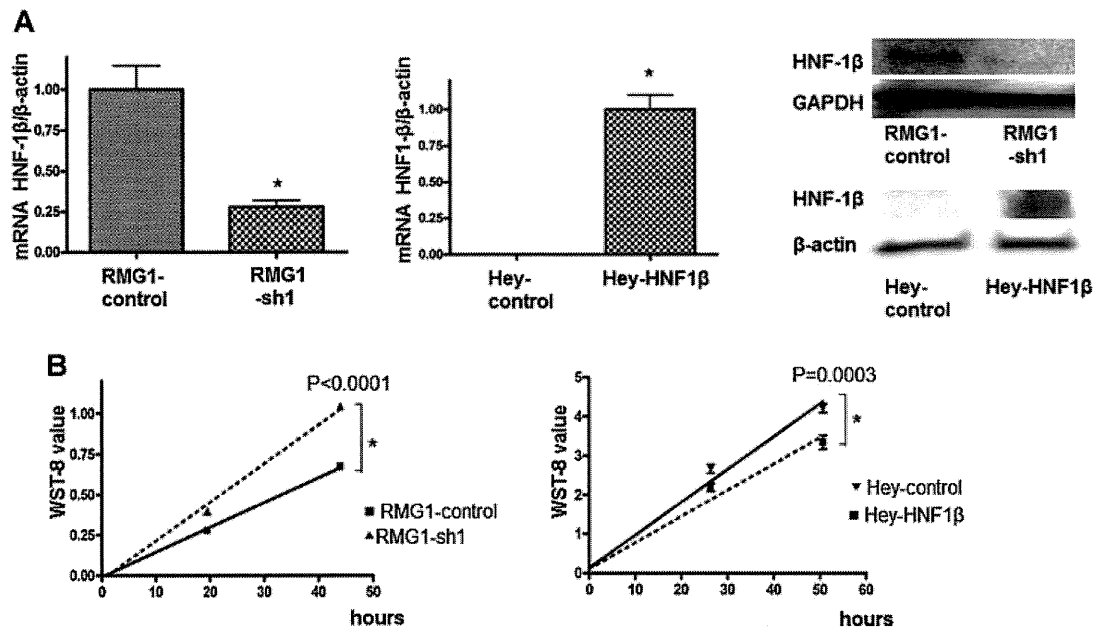 A
mRNA HNF-1β/β-actin
1.00
0.75
0.50
0.25
0.00
*
RMG1-
control
RMG1
-sh1
mRNA HNF1-β/β-actin
1.00
0.75
0.50
0.25
0.00
*
Hey-
control
Hey-HNF1β
HNF-1β
GAPDH
RMG1-
control
RMG1
-sh1
HNF-1β
β-actin
Hey-
control
Hey-HNF1β
B
P<0.0001
WST-8 value
1.00
0.75
0.50
0.25
0.00
*
RMG1-control
RMG1-sh1
0 10 20 30 40 50
hours
P=0.0003
WST-8 value
5
4
3
2
1
0
*
Hey-control
Hey-HNF1β
0 10 20 30 40 50 60
hours